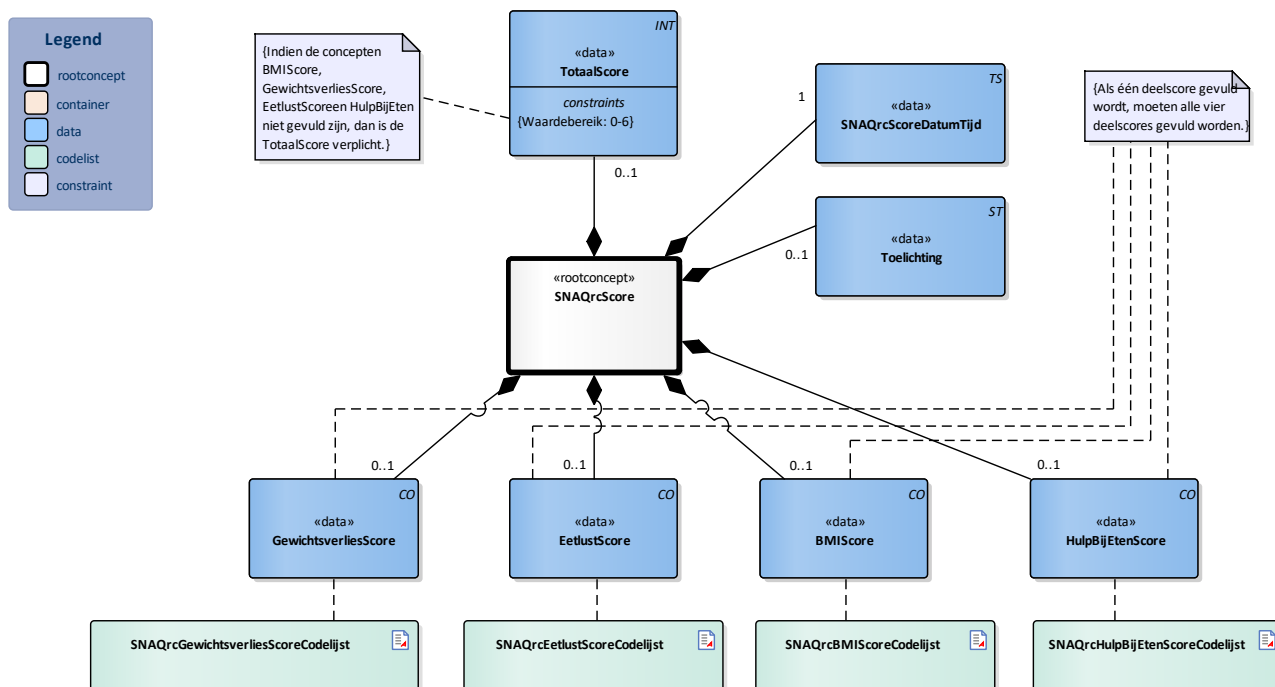 Legend
rootconcept
container
data
codelist
constraint
{Indien de concepten
BMIScore,
GewichtsverliesScore,
EetlustScoreen HulpBijEten
niet gevuld zijn, dan is de
TotaalScore verplicht.}
INT
«data»
TotaalScore
constraints
{Waardebereik: 0-6}
0..1
TS
«data»
SNAQrcScoreDatumTijd
1
{Als één deelscore gevuld
wordt, moeten alle vier
deelscores gevuld worden.}
ST
«data»
Toelichting
0..1
«rootconcept»
SNAQrcScore
0..1
0..1
0..1
0..1
CO
«data»
GewichtsverliesScore
CO
«data»
EetlustScore
CO
«data»
BMIScore
CO
«data»
HulpBijEtenScore
SNAQrcGewichtsverliesScoreCodelijst
SNAQrcEetlustScoreCodelijst
SNAQrcBMIScoreCodelijst
SNAQrcHulpBijEtenScoreCodelijst